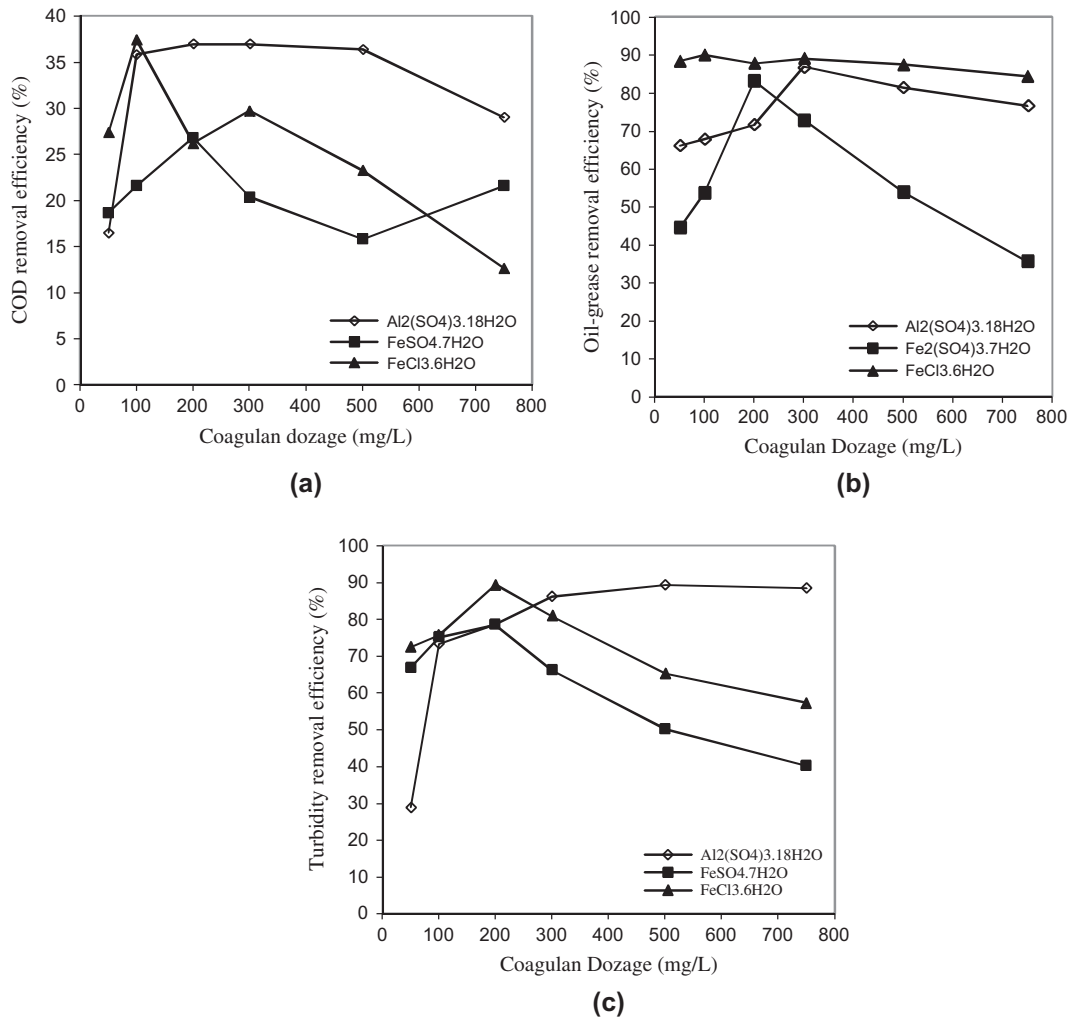 40
35
30
25
20
15
10
5
0
COD removal efficiency (%)
Al2(SO4)3.18H2O
FeSO4.7H2O
FeCl3.6H2O
0 100 200 300 400 500 600 700 800
Coagulan dozage (mg/L)
(a)
100
90
80
70
60
50
40
30
20
10
0
Oil-grease removal efficiency (%)
Al2(SO4)3.18H2O
Fe2(SO4)3.7H2O
FeCl3.6H2O
0 100 200 300 400 500 600 700 800
Coagulan Dozage (mg/L)
(b)
100
90
80
70
60
50
40
30
20
10
0
Turbidity removal efficiency (%)
Al2(SO4)3.18H2O
FeSO4.7H2O
FeCl3.6H2O
0 100 200 300 400 500 600 700 800
Coagulan Dozage (mg/L)
(c)